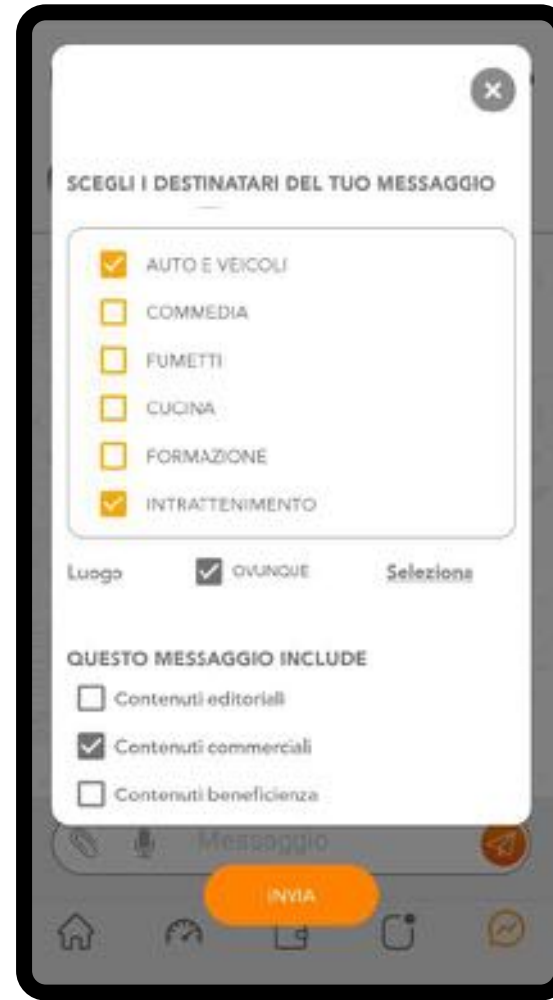 SCEGLI I DESTINATARI DEL TUO MESSAGGIO
AUTO E VEICOLI
COMMEDIA
FUMETTI
CUCINA
FORMAZIONE
INTRATTENIMENTO
Luogo OVUNQUE Seleziona
QUESTO MESSAGGIO INCLUDE
Contenuti editoriali
Contenuti commerciali
Contenuti beneficienza
Messaggio
INVIA